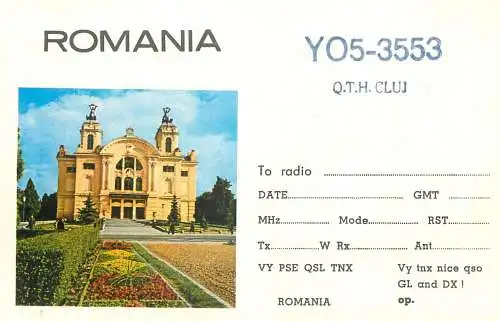 ROMANIA
YO5-3553
Q.T.H. CLUJ
To radio
DATE GMT
MHz Mode RST
Tx W Rx Ant
VY PSE QSL TNX Vy tnx nice qso
GL and DX !
ROMANIA op.